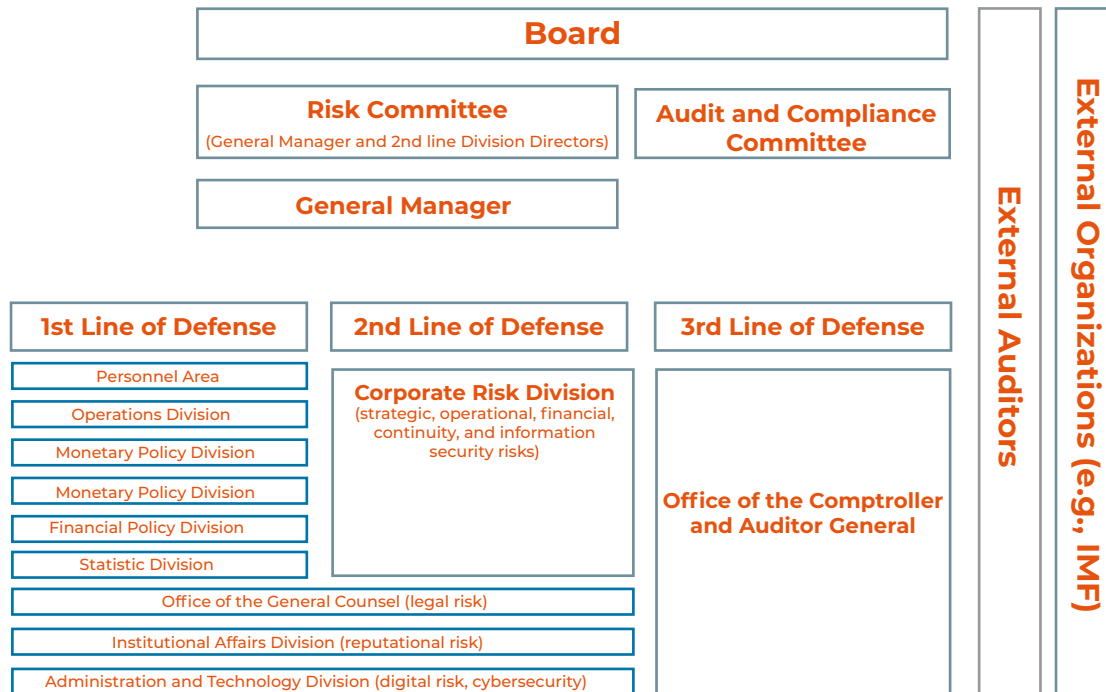 Board
Risk Committee
(General Manager and 2nd line Division Directors)
Audit and Compliance
Committee
General Manager
External Auditors
External Organizations (e.g., IMF)
1st Line of Defense
2nd Line of Defense
3rd Line of Defense
Personnel Area
Operations Division
Monetary Policy Division
Monetary Policy Division
Financial Policy Division
Statistic Division
Corporate Risk Division
(strategic, operational, financial,
continuity, and information
security risks)
Office of the Comptroller
and Auditor General
Office of the General Counsel (legal risk)
Institutional Affairs Division (reputational risk)
Administration and Technology Division (digital risk, cybersecurity)